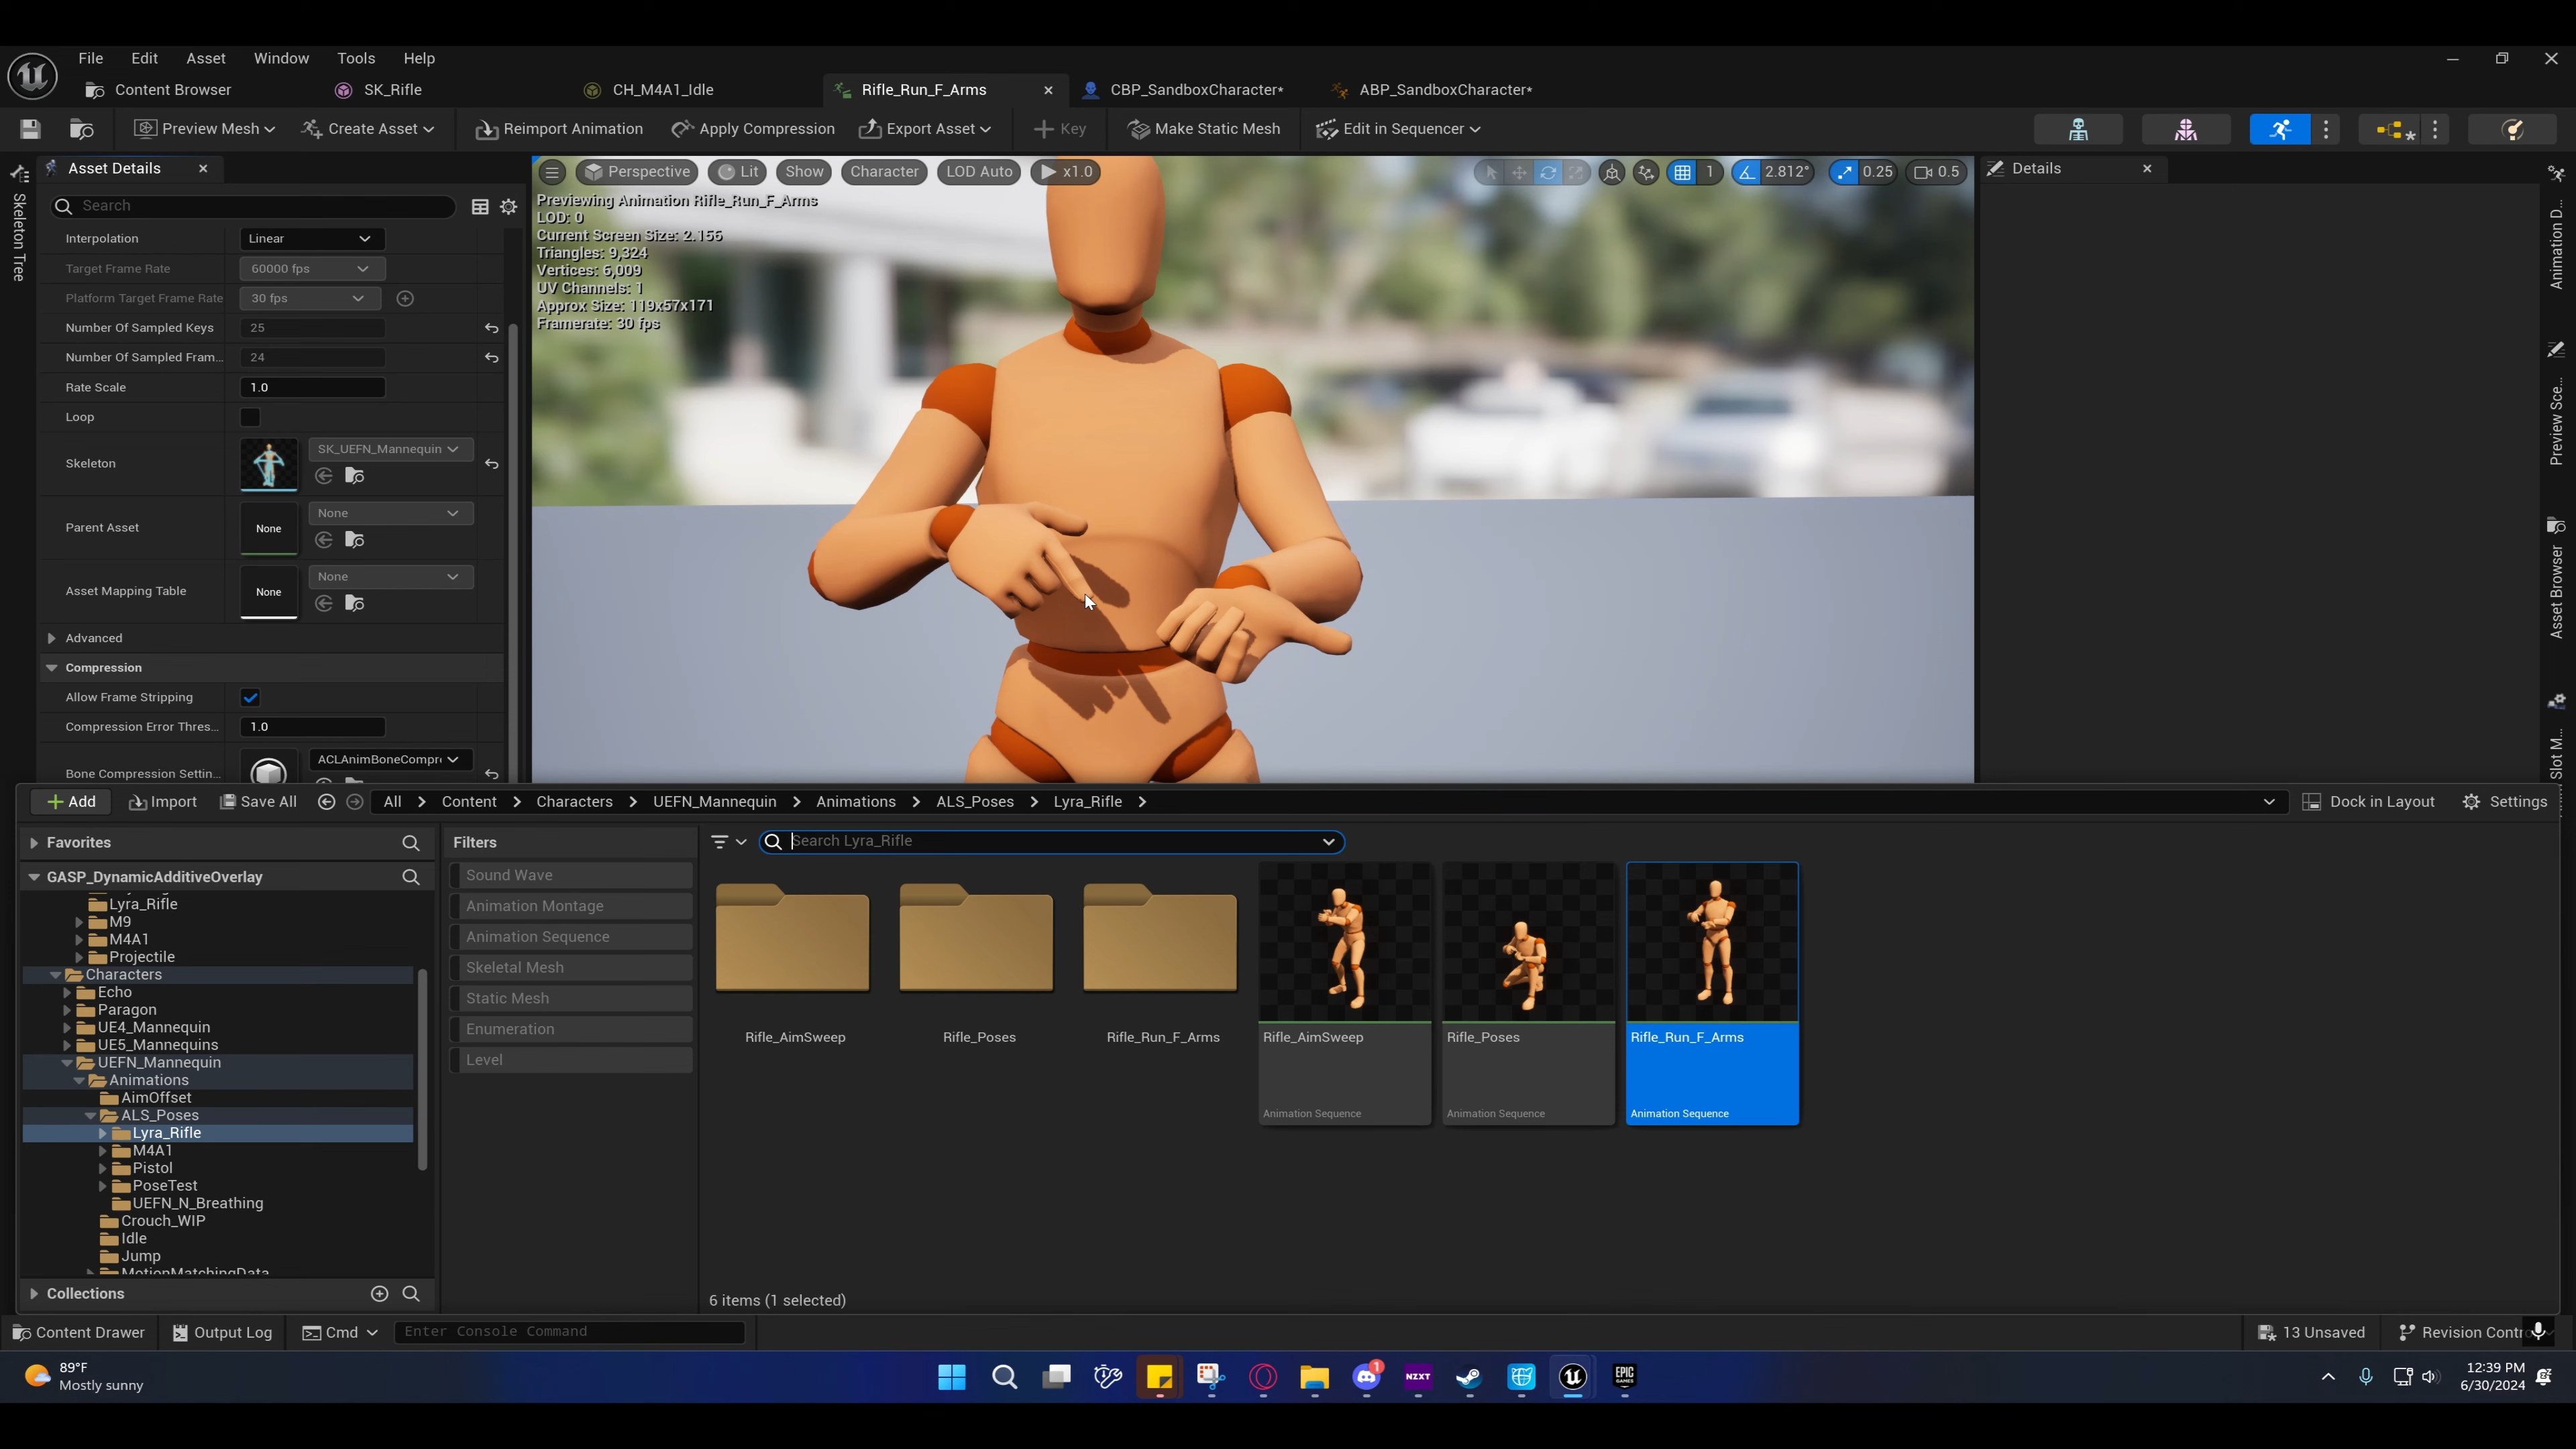 File Edit Asset Window Tools Help
Content Browser SK_Rifle CH_M4A1_Idle Rifle_Run_F_Arms CBP_SandboxCharacter* ABP_SandboxCharacter*
Preview Mesh Create Asset Reimport Animation Apply Compression Export Asset Key Make Static Mesh Edit in Sequencer
Skeleton Tree
Asset Details
Search
Interpolation Linear
Target Frame Rate 60000 fps
Platform Target Frame Rate 30 fps
Number Of Sampled Keys 25
Number Of Sampled Fram... 24
Rate Scale 1.0
Loop
Skeleton SK_UEFN_Mannequin
Parent Asset None None
Asset Mapping Table None None
Advanced
Compression
Allow Frame Stripping
Compression Error Thres... 1.0
Bone Compression Settin... ACLAnimBoneCompr
Perspective Lit Show Character LOD Auto x1.0 1 2.812° 0.25 0.5
Previewing Animation Rifle_Run_F_Arms
LOD: 0
Current Screen Size: 2.156
Triangles: 9,324
Vertices: 6,009
UV Channels: 1
Approx Size: 119x57x171
Framerate: 30 fps
Details
Animation D...
Preview Sce...
Asset Browser
Slot M...
Add Import Save All All Content Characters UEFN_Mannequin Animations ALS_Poses Lyra_Rifle Dock in Layout Settings
Favorites
GASP_DynamicAdditiveOverlay
Lyra_Rifle
M9
M4A1
Projectile
Characters
Echo
Paragon
UE4_Mannequin
UE5_Mannequins
UEFN_Mannequin
Animations
AimOffset
ALS_Poses
Lyra_Rifle
M4A1
Pistol
PoseTest
UEFN_N_Breathing
Crouch_WIP
Idle
Jump
MotionMatchingData
Collections
Filters
Sound Wave
Animation Montage
Animation Sequence
Skeletal Mesh
Static Mesh
Enumeration
Level
Search Lyra_Rifle
Rifle_AimSweep Rifle_Poses Rifle_Run_F_Arms Rifle_AimSweep Rifle_Poses Rifle_Run_F_Arms
Animation Sequence Animation Sequence Animation Sequence
6 items (1 selected)
Content Drawer Output Log Cmd Enter Console Command 13 Unsaved Revision Contr
89°F
Mostly sunny
1
NZXT
EPIC
GAMES
12:39 PM
6/30/2024